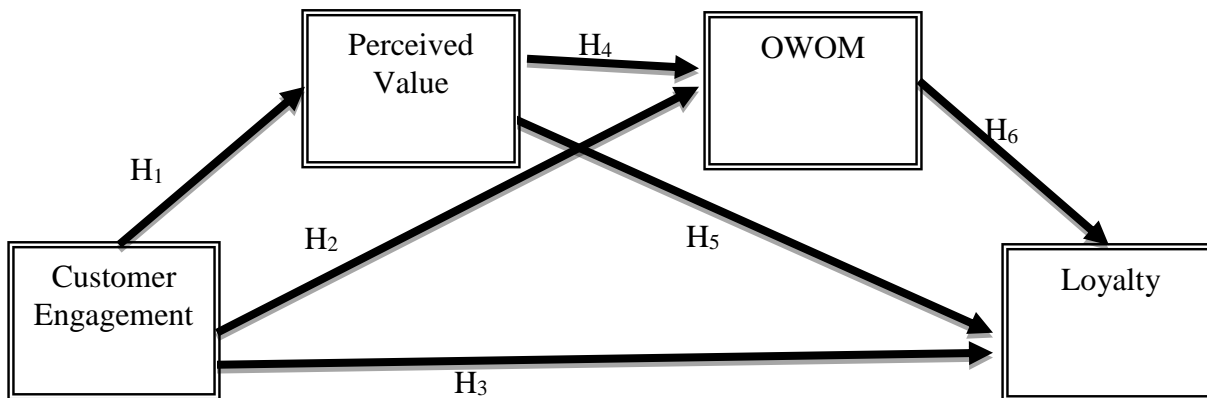 Perceived
Value
H4
OWOM
H6
H1
H2
H5
Customer
Engagement
Loyalty
H3